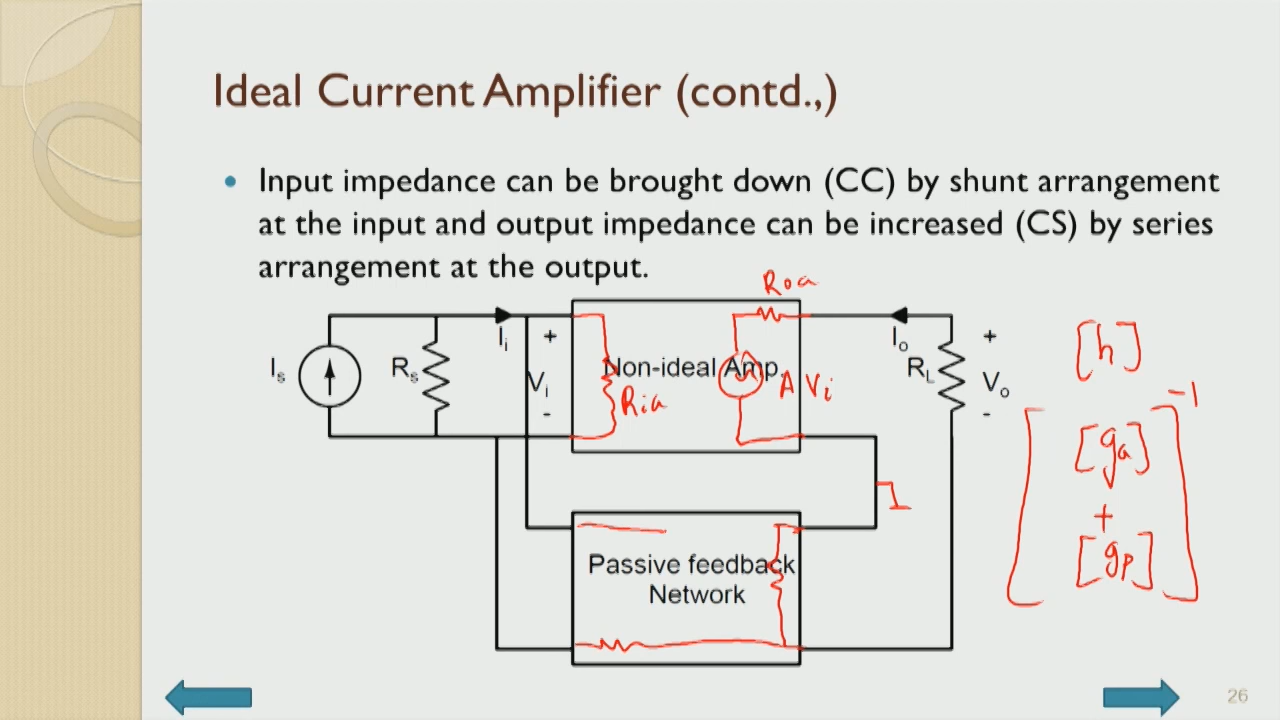 Ideal Current Amplifier (contd.,)
Input impedance can be brought down (CC) by shunt arrangement
at the input and output impedance can be increased (CS) by series
arrangement at the output.
Roa
Is
Rs
Ii
+
Vi
-
Non-ideal Amp.
Ria
A Vi
Io
RL
+
Vo
-
[h]
[[ga]
+
[gp]]-1
Passive feedback
Network
26